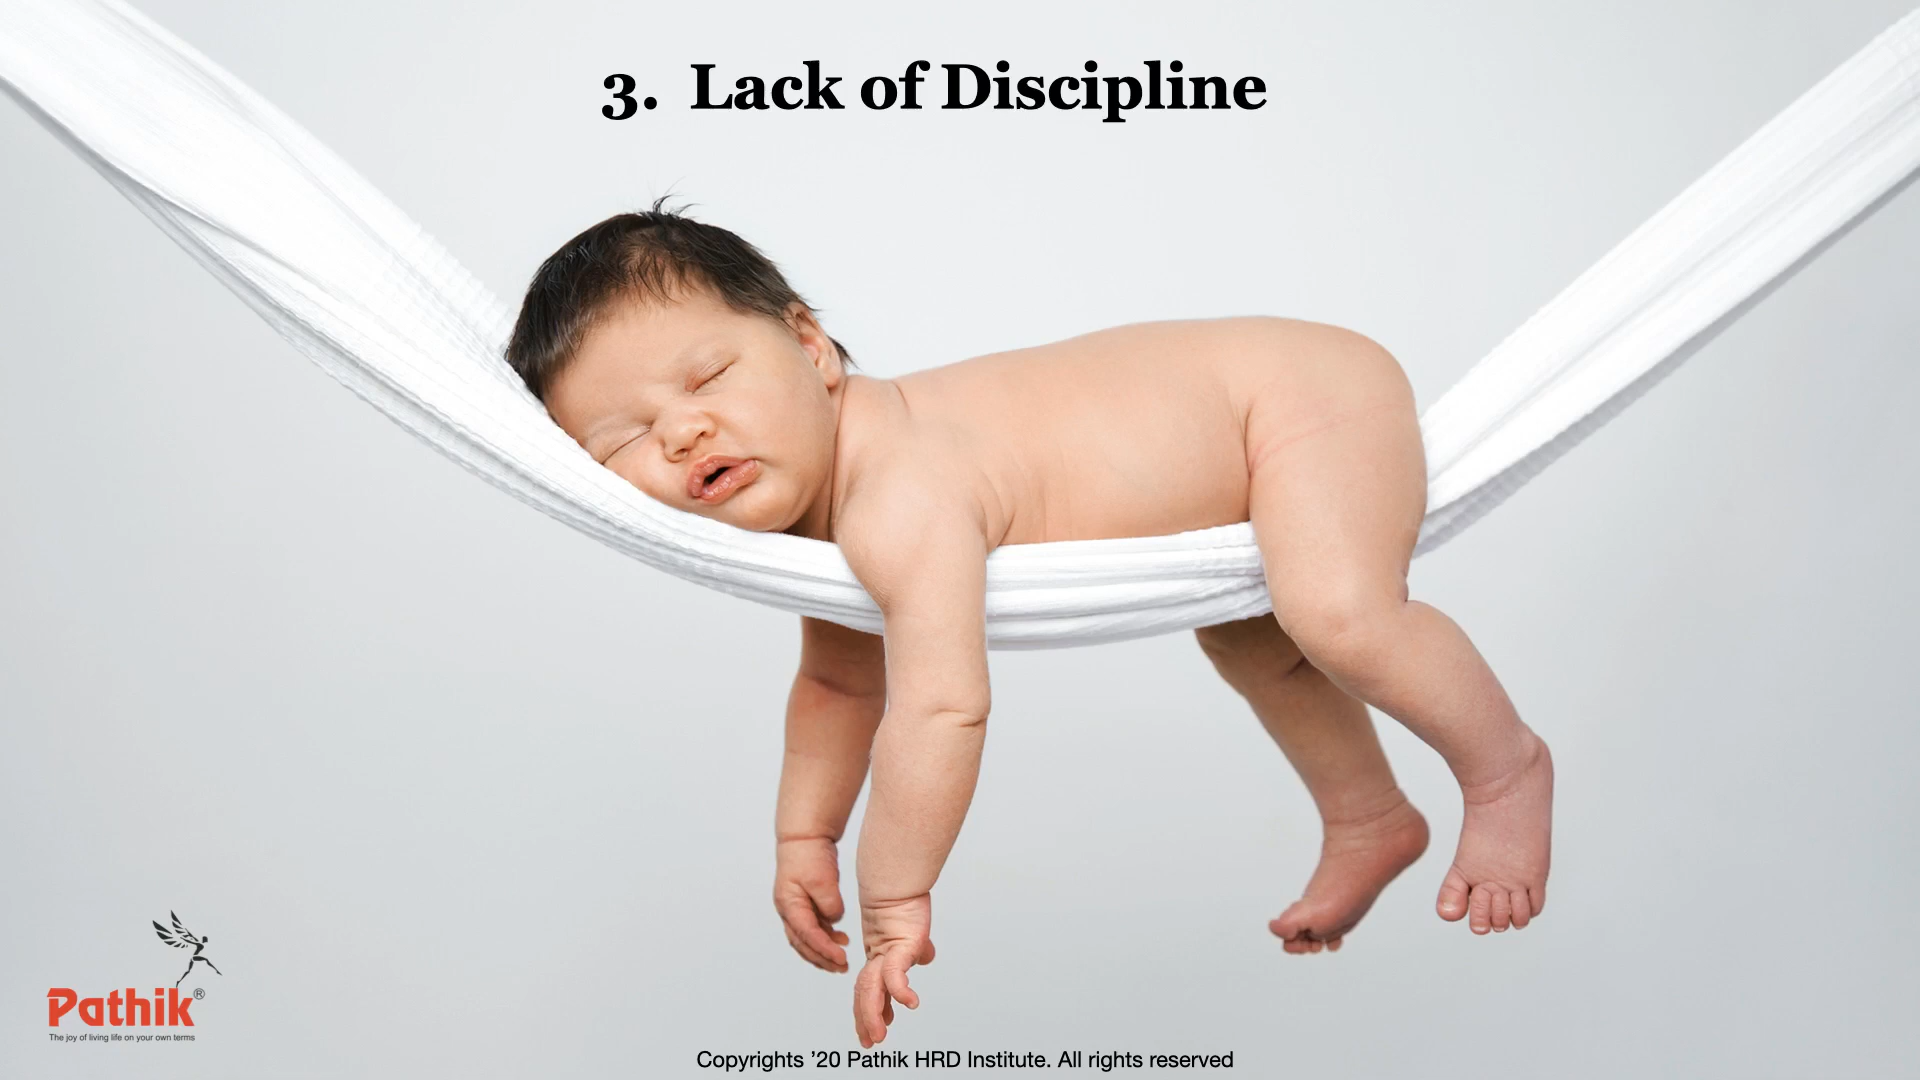 3. Lack of Discipline
Pathik®
The joy of living life on your own terms
Copyrights ’20 Pathik HRD Institute. All rights reserved